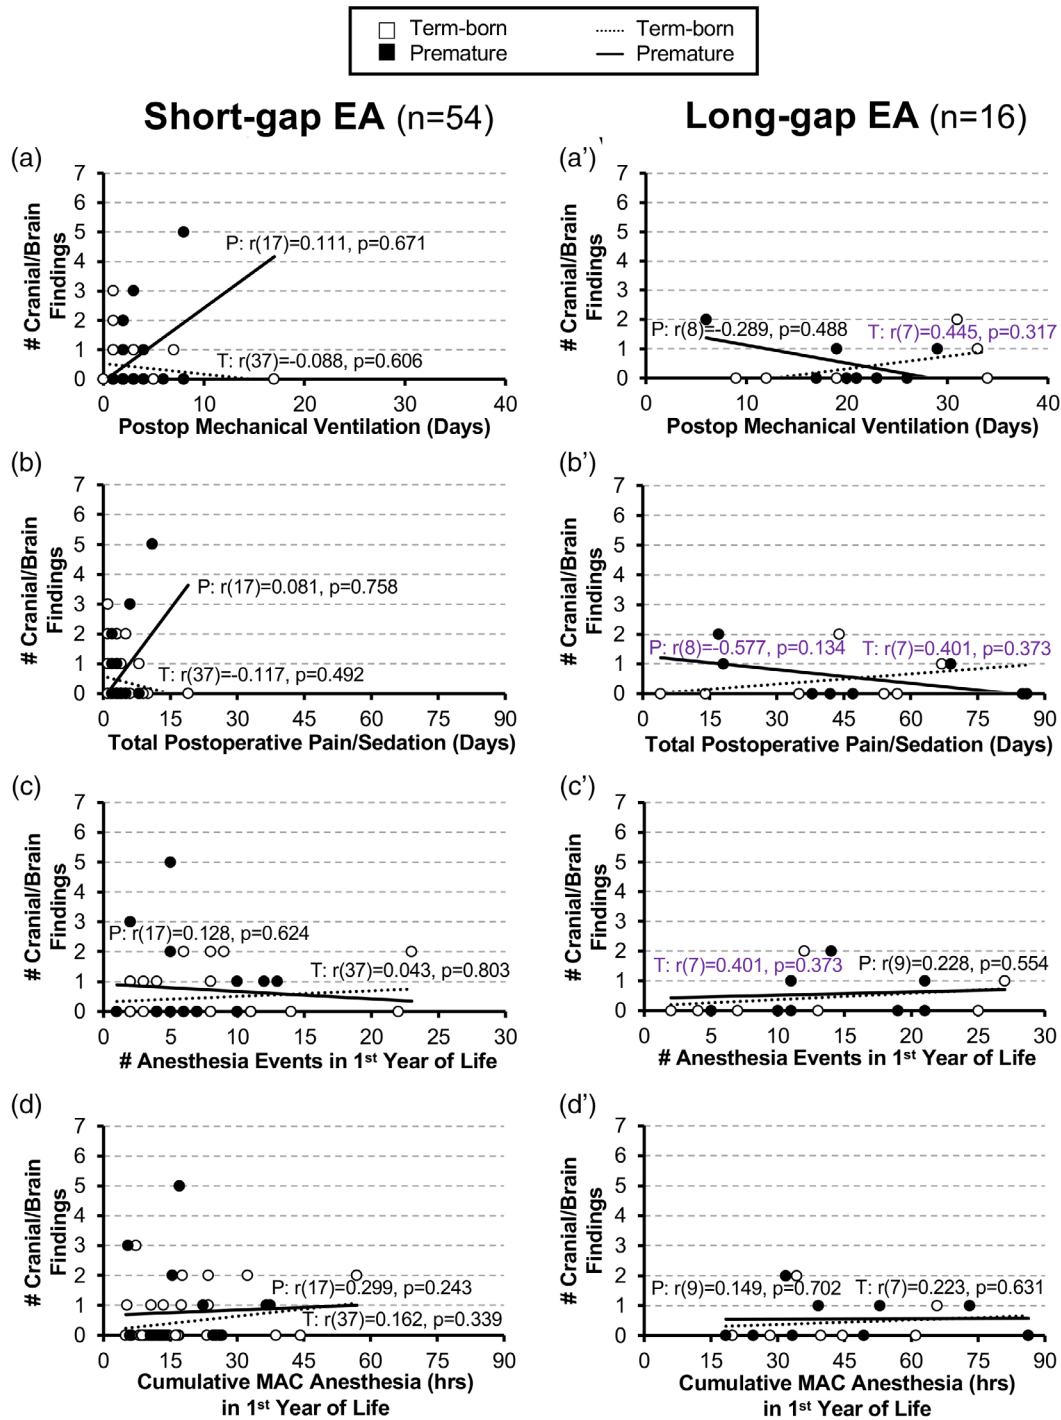 Term-born
Term-born
Premature
Premature
Short-gap EA (n=54)
Long-gap EA (n=16)
(a)
7
6
5
4
3
2
1
0
# Cranial/Brain
Findings
P: r(17)=0.111, p=0.671
T: r(37)=-0.088, p=0.606
0 10 20 30 40
Postop Mechanical Ventilation (Days)
(a’)
7
6
5
4
3
2
1
0
# Cranial/Brain
Findings
P: r(8)=-0.289, p=0.488
T: r(7)=0.445, p=0.317
0 10 20 30 40
Postop Mechanical Ventilation (Days)
(b)
7
6
5
4
3
2
1
0
# Cranial/Brain
Findings
P: r(17)=0.081, p=0.758
T: r(37)=-0.117, p=0.492
0 15 30 45 60 75 90
Total Postoperative Pain/Sedation (Days)
(b’)
7
6
5
4
3
2
1
0
# Cranial/Brain
Findings
P: r(8)=-0.577, p=0.134
T: r(7)=0.401, p=0.373
0 15 30 45 60 75 90
Total Postoperative Pain/Sedation (Days)
(c)
7
6
5
4
3
2
1
0
# Cranial/Brain
Findings
P: r(17)=0.128, p=0.624
T: r(37)=0.043, p=0.803
0 5 10 15 20 25 30
# Anesthesia Events in 1st Year of Life
(c’)
7
6
5
4
3
2
1
0
# Cranial/Brain
Findings
T: r(7)=0.401, p=0.373
P: r(9)=0.228, p=0.554
0 5 10 15 20 25 30
# Anesthesia Events in 1st Year of Life
(d)
7
6
5
4
3
2
1
0
# Cranial/Brain
Findings
P: r(17)=0.299, p=0.243
T: r(37)=0.162, p=0.339
0 15 30 45 60 75 90
Cumulative MAC Anesthesia (hrs)
in 1st Year of Life
(d’)
7
6
5
4
3
2
1
0
# Cranial/Brain
Findings
P: r(9)=0.149, p=0.702
T: r(7)=0.223, p=0.631
0 15 30 45 60 75 90
Cumulative MAC Anesthesia (hrs)
in 1st Year of Life